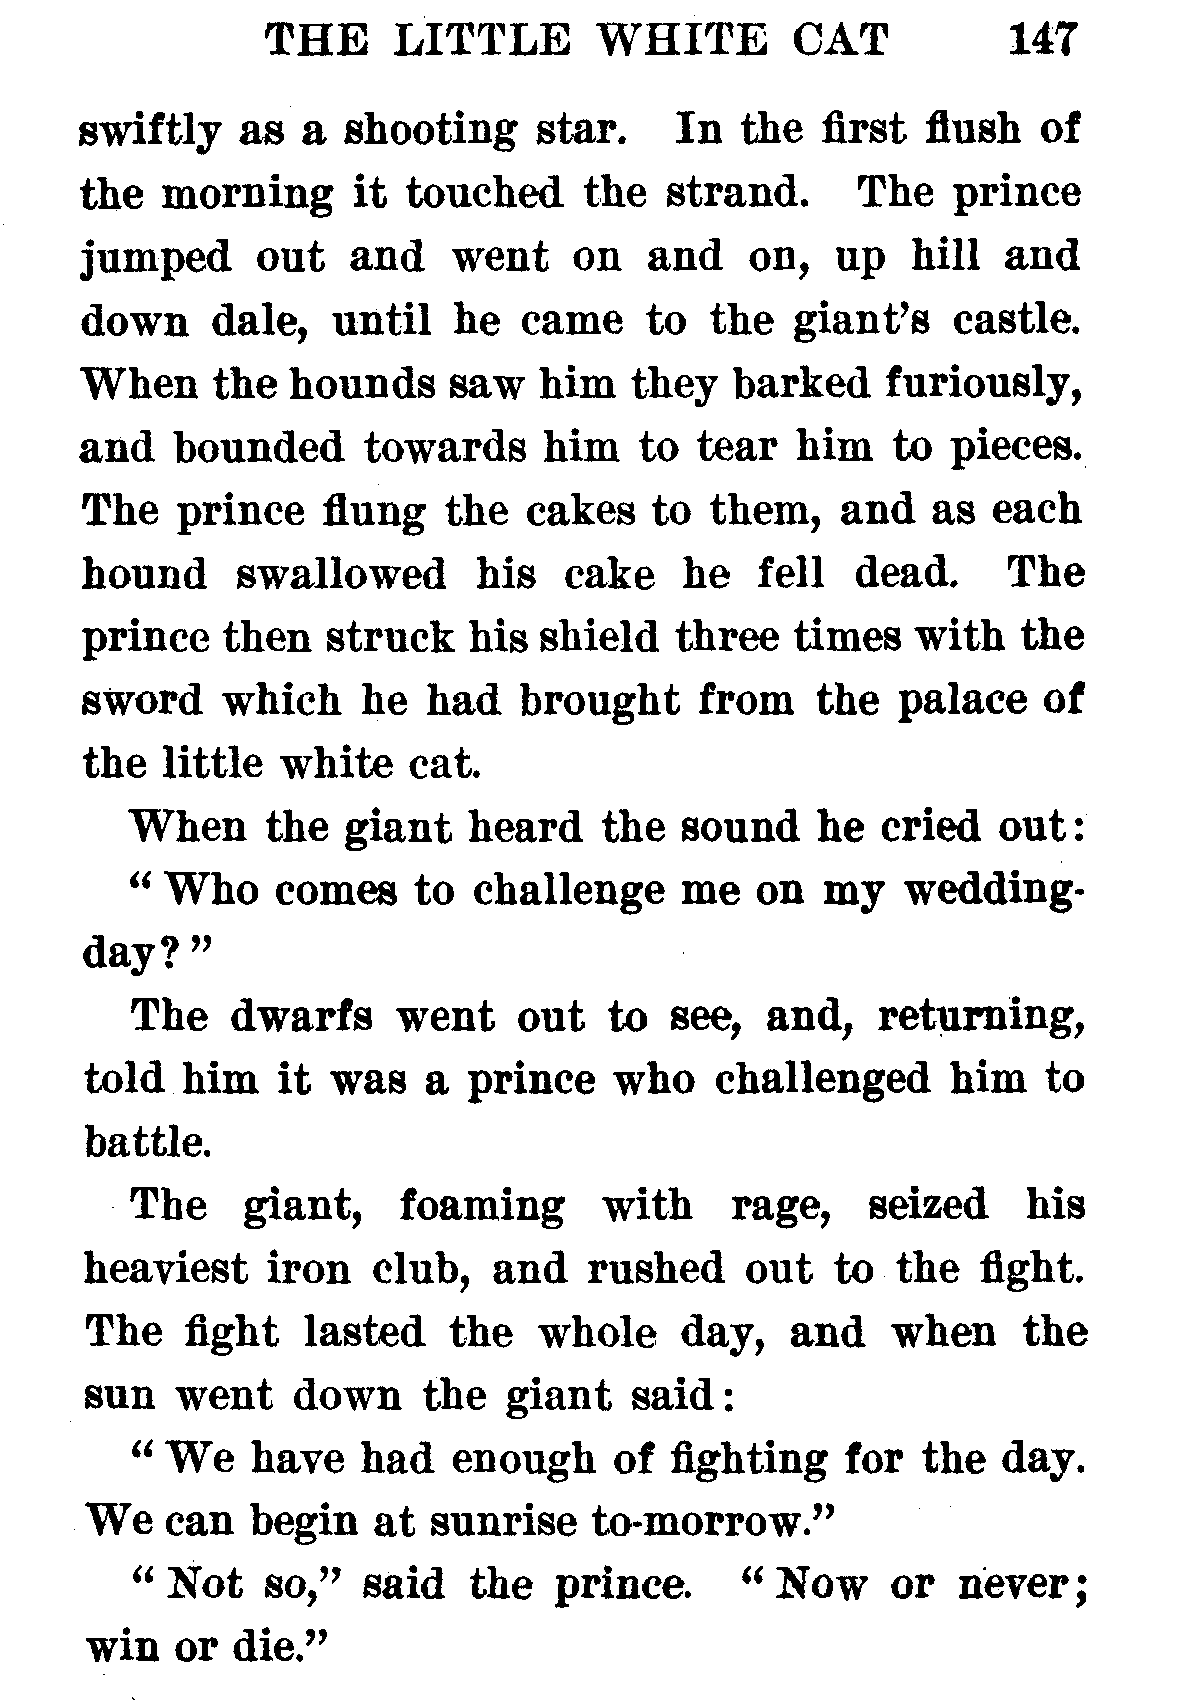 THE LITTLE WHITE CAT 147
swiftly as a shooting star. In the first flush of
the morning it touched the strand. The prince
jumped out and went on and on, up hill and
down dale, until he came to the giant's castle.
When the hounds saw him they barked furiously,
and bounded towards him to tear him to pieces.
The prince flung the cakes to them, and as each
hound swallowed his cake he fell dead. The
prince then struck his shield three times with the
sword which he had brought from the palace of
the little white cat.
When the giant heard the sound he cried out:
“ Who comes to challenge me on my wedding-
day? ”
The dwarfs went out to see, and, returning,
told him it was a prince who challenged him to
battle.
The giant, foaming with rage, seized his
heaviest iron club, and rushed out to the fight.
The fight lasted the whole day, and when the
sun went down the giant said:
“ We have had enough of fighting for the day.
We can begin at sunrise to-morrow.”
“ Not so,” said the prince. “ Now or never;
win or die.”